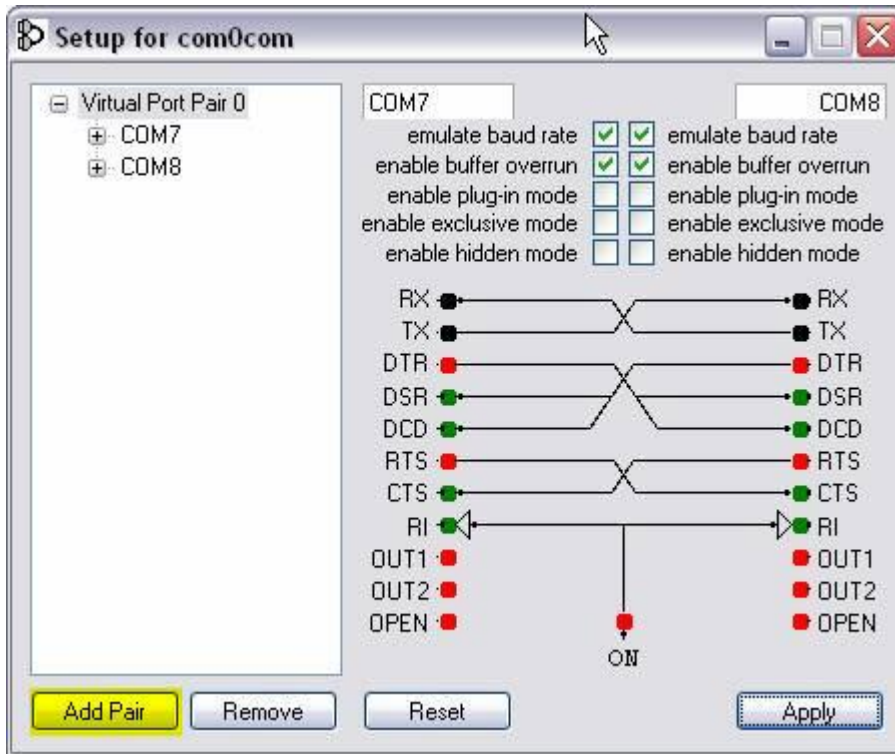 Setup for com0com
Virtual Port Pair 0
COM7
COM8
COM7 COM8
emulate baud rate emulate baud rate
enable buffer overrun enable buffer overrun
enable plug-in mode enable plug-in mode
enable exclusive mode enable exclusive mode
enable hidden mode enable hidden mode
RX RX
TX TX
DTR DTR
DSR DSR
DCD DCD
RTS RTS
CTS CTS
RI RI
OUT1 OUT1
OUT2 OUT2
OPEN OPEN
ON
Add Pair Remove Reset Apply